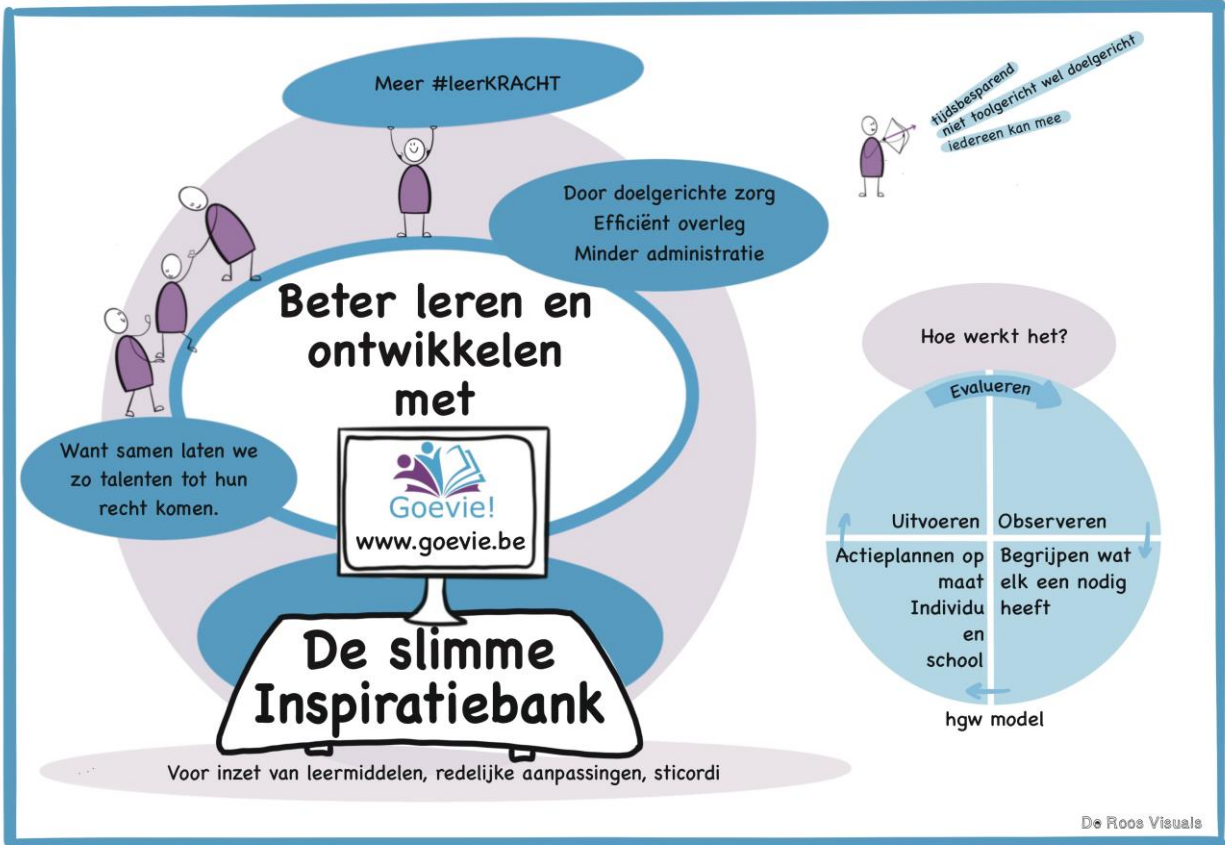 Meer #leerKRACHT
Door doelgerichte zorg
Efficiënt overleg
Minder administratie
Beter leren en
ontwikkelen
met
Goevie!
www.goevie.be
Want samen laten we
zo talenten tot hun
recht komen.
De slimme
Inspiratiebank
Voor inzet van leermiddelen, redelijke aanpassingen, sticordi
tijdsbesparend
niet toolgericht wel doelgericht
iedereen kan mee
Hoe werkt het?
Evalueren
Uitvoeren
Observeren
Begrijpen wat
elk een nodig
heeft
Actieplannen op
maat
Individu
en
school
hgw model
De Roos Visuals